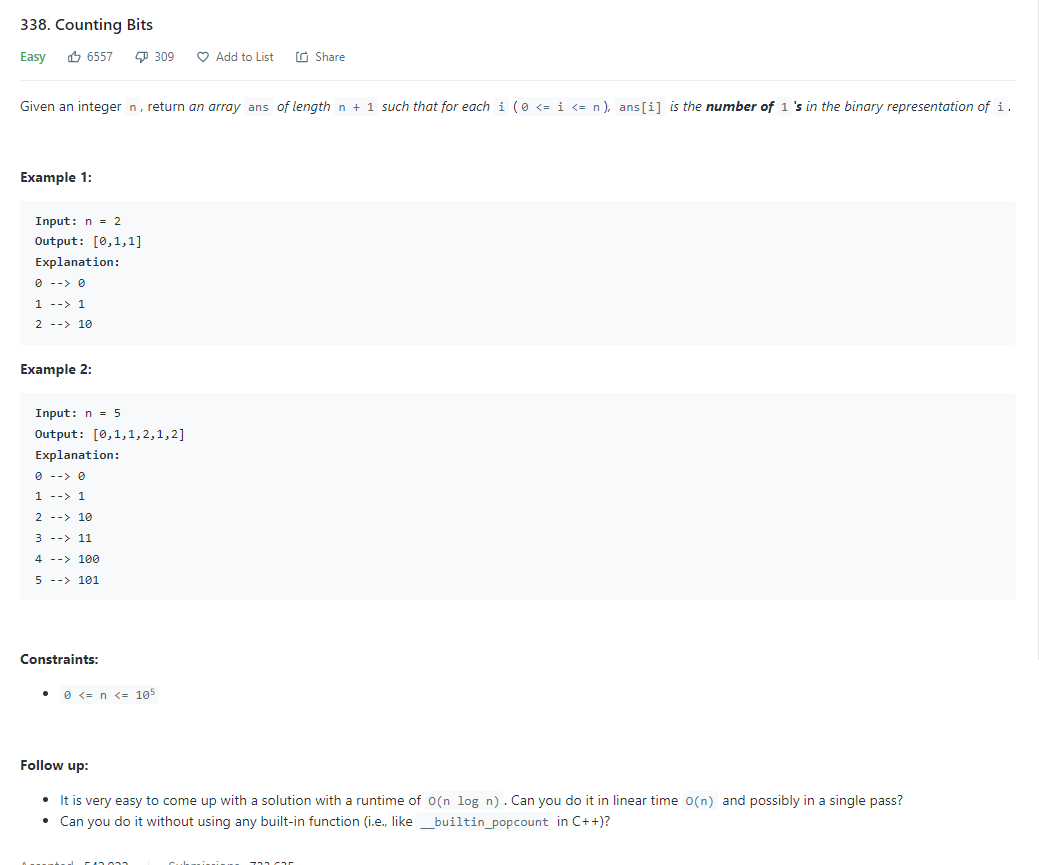 338. Counting Bits
Easy 6557 309 Add to List Share
Given an integer n, return an array ans of length n + 1 such that for each i (0 <= i <= n), ans[i] is the number of 1's in the binary representation of i.
Example 1:
Input: n = 2
Output: [0,1,1]
Explanation:
0 --> 0
1 --> 1
2 --> 10
Example 2:
Input: n = 5
Output: [0,1,1,2,1,2]
Explanation:
0 --> 0
1 --> 1
2 --> 10
3 --> 11
4 --> 100
5 --> 101
Constraints:
• 0 <= n <= 10⁵
Follow up:
• It is very easy to come up with a solution with a runtime of O(n log n). Can you do it in linear time O(n) and possibly in a single pass?
• Can you do it without using any built-in function (i.e., like __builtin_popcount in C++)?
Accepted Submissions